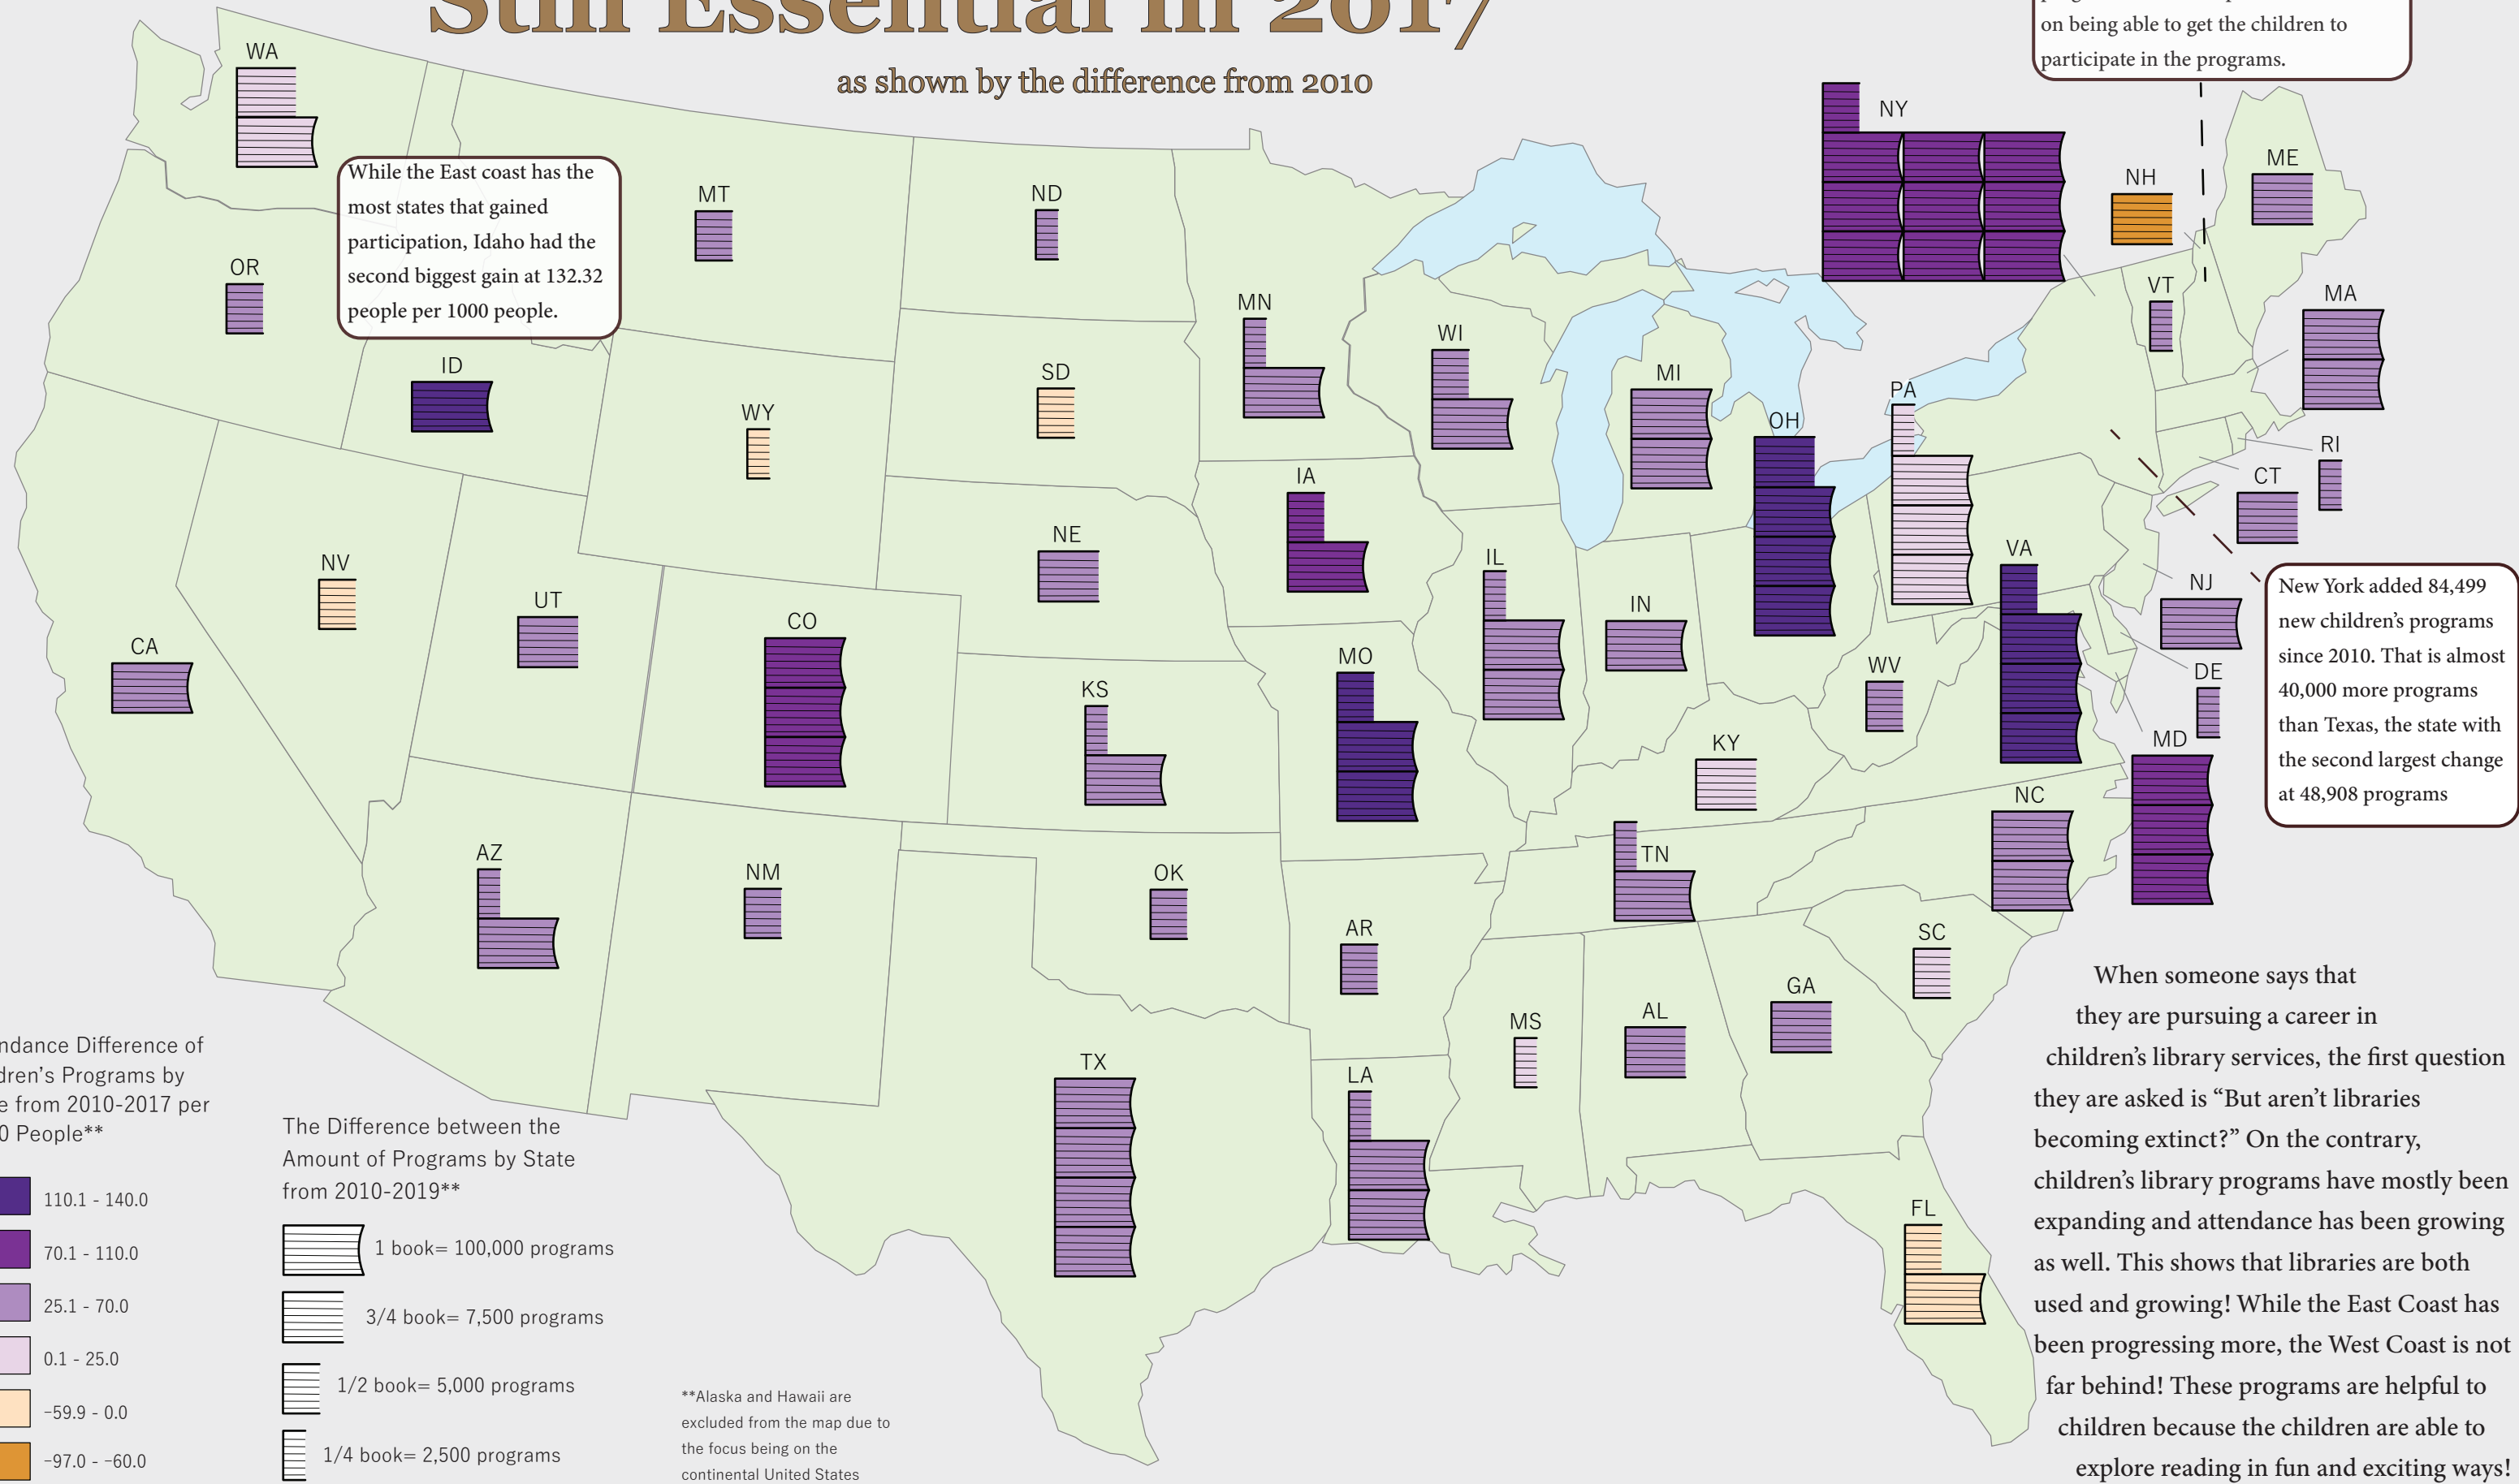 Still Essential in 2017
as shown by the difference from 2010
on being able to get the children to
participate in the programs.
WA
While the East coast has the
most states that gained
participation, Idaho had the
second biggest gain at 132.32
people per 1000 people.
MT
ND
NY
NH
ME
OR
MN
VT
MA
ID
WY
SD
WI
MI
OH
PA
RI
CT
NV
UT
CO
NE
IA
IL
IN
VA
NJ
New York added 84,499
new children’s programs
since 2010. That is almost
40,000 more programs
than Texas, the state with
the second largest change
at 48,908 programs
CA
KS
MO
KY
WV
DE
MD
NC
AZ
NM
OK
AR
TN
SC
MS
AL
GA
TX
LA
FL
When someone says that
they are pursuing a career in
children’s library services, the first question
they are asked is “But aren’t libraries
becoming extinct?” On the contrary,
children’s library programs have mostly been
expanding and attendance has been growing
as well. This shows that libraries are both
used and growing! While the East Coast has
been progressing more, the West Coast is not
far behind! These programs are helpful to
children because the children are able to
explore reading in fun and exciting ways!
ndance Difference of
dren’s Programs by
e from 2010-2017 per
0 People**
110.1 - 140.0
70.1 - 110.0
25.1 - 70.0
0.1 - 25.0
-59.9 - 0.0
-97.0 - -60.0
The Difference between the
Amount of Programs by State
from 2010-2019**
1 book= 100,000 programs
3/4 book= 7,500 programs
1/2 book= 5,000 programs
1/4 book= 2,500 programs
**Alaska and Hawaii are
excluded from the map due to
the focus being on the
continental United States